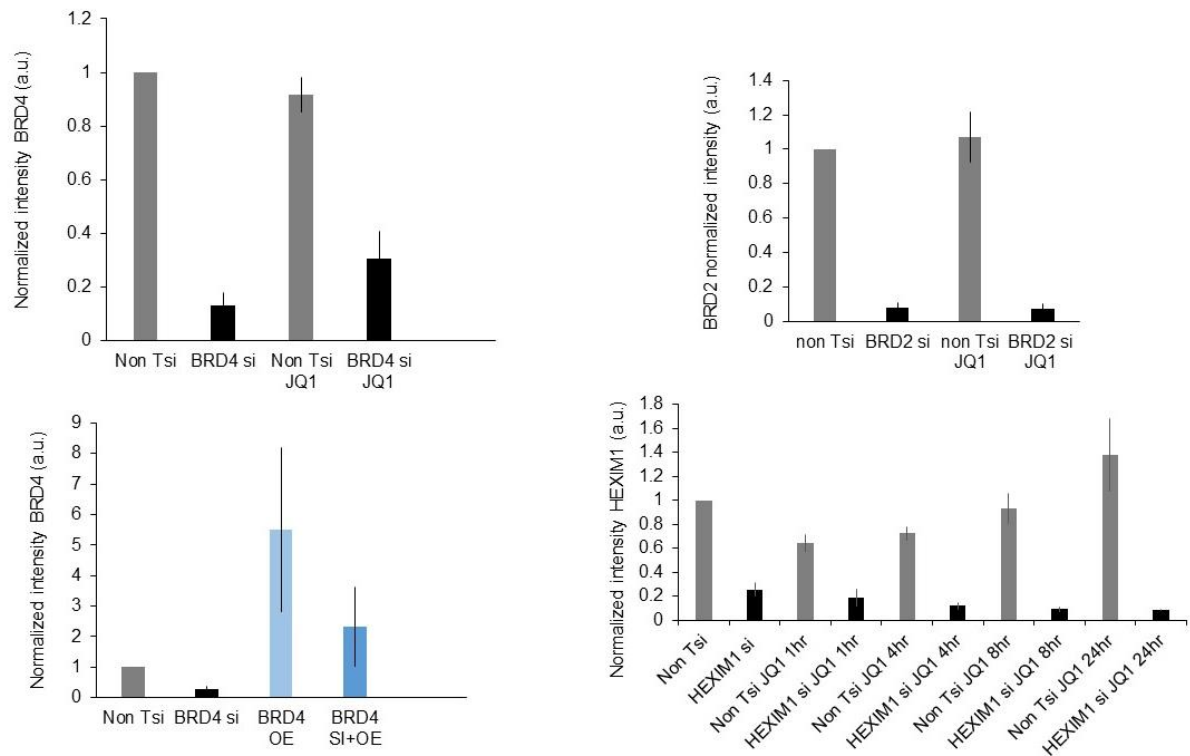 Normalized intensity BRD4 (a.u.)
1.2
1
0.8
0.6
0.4
0.2
0
Non Tsi
BRD4 si
Non Tsi
JQ1
BRD4 si
JQ1
BRD2 normalized intensity (a.u.)
1.4
1.2
1
0.8
0.6
0.4
0.2
0
non Tsi
BRD2 si
non Tsi
JQ1
BRD2 si
JQ1
Normalized intensity BRD4 (a.u.)
9
8
7
6
5
4
3
2
1
0
Non Tsi
BRD4 si
BRD4
OE
BRD4
SI+OE
Normalized intensity HEXIM1 (a.u.)
1.8
1.6
1.4
1.2
1
0.8
0.6
0.4
0.2
0
Non Tsi
HEXIM1 si
Non Tsi JQ1 1hr
HEXIM1 si JQ1 1hr
Non Tsi JQ1 4hr
HEXIM1 si JQ1 4hr
Non Tsi JQ1 8hr
HEXIM1 si JQ1 8hr
Non Tsi JQ1 24hr
HEXIM1 si JQ1 24hr